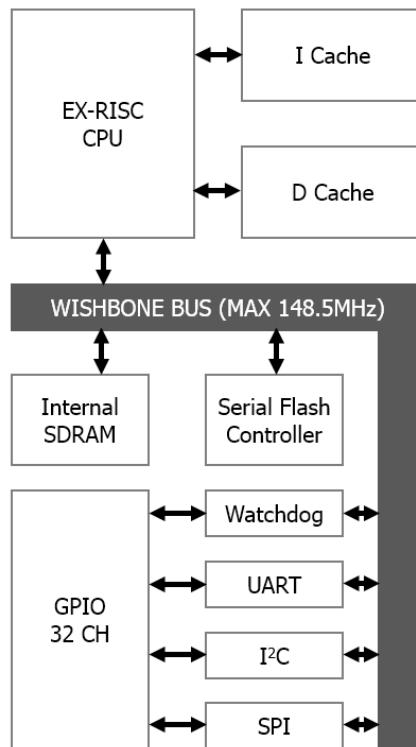 EX-RISC
CPU
I Cache
D Cache
WISHBONE BUS (MAX 148.5MHz)
Internal
SDRAM
Serial Flash
Controller
GPIO
32 CH
Watchdog
UART
I²C
SPI